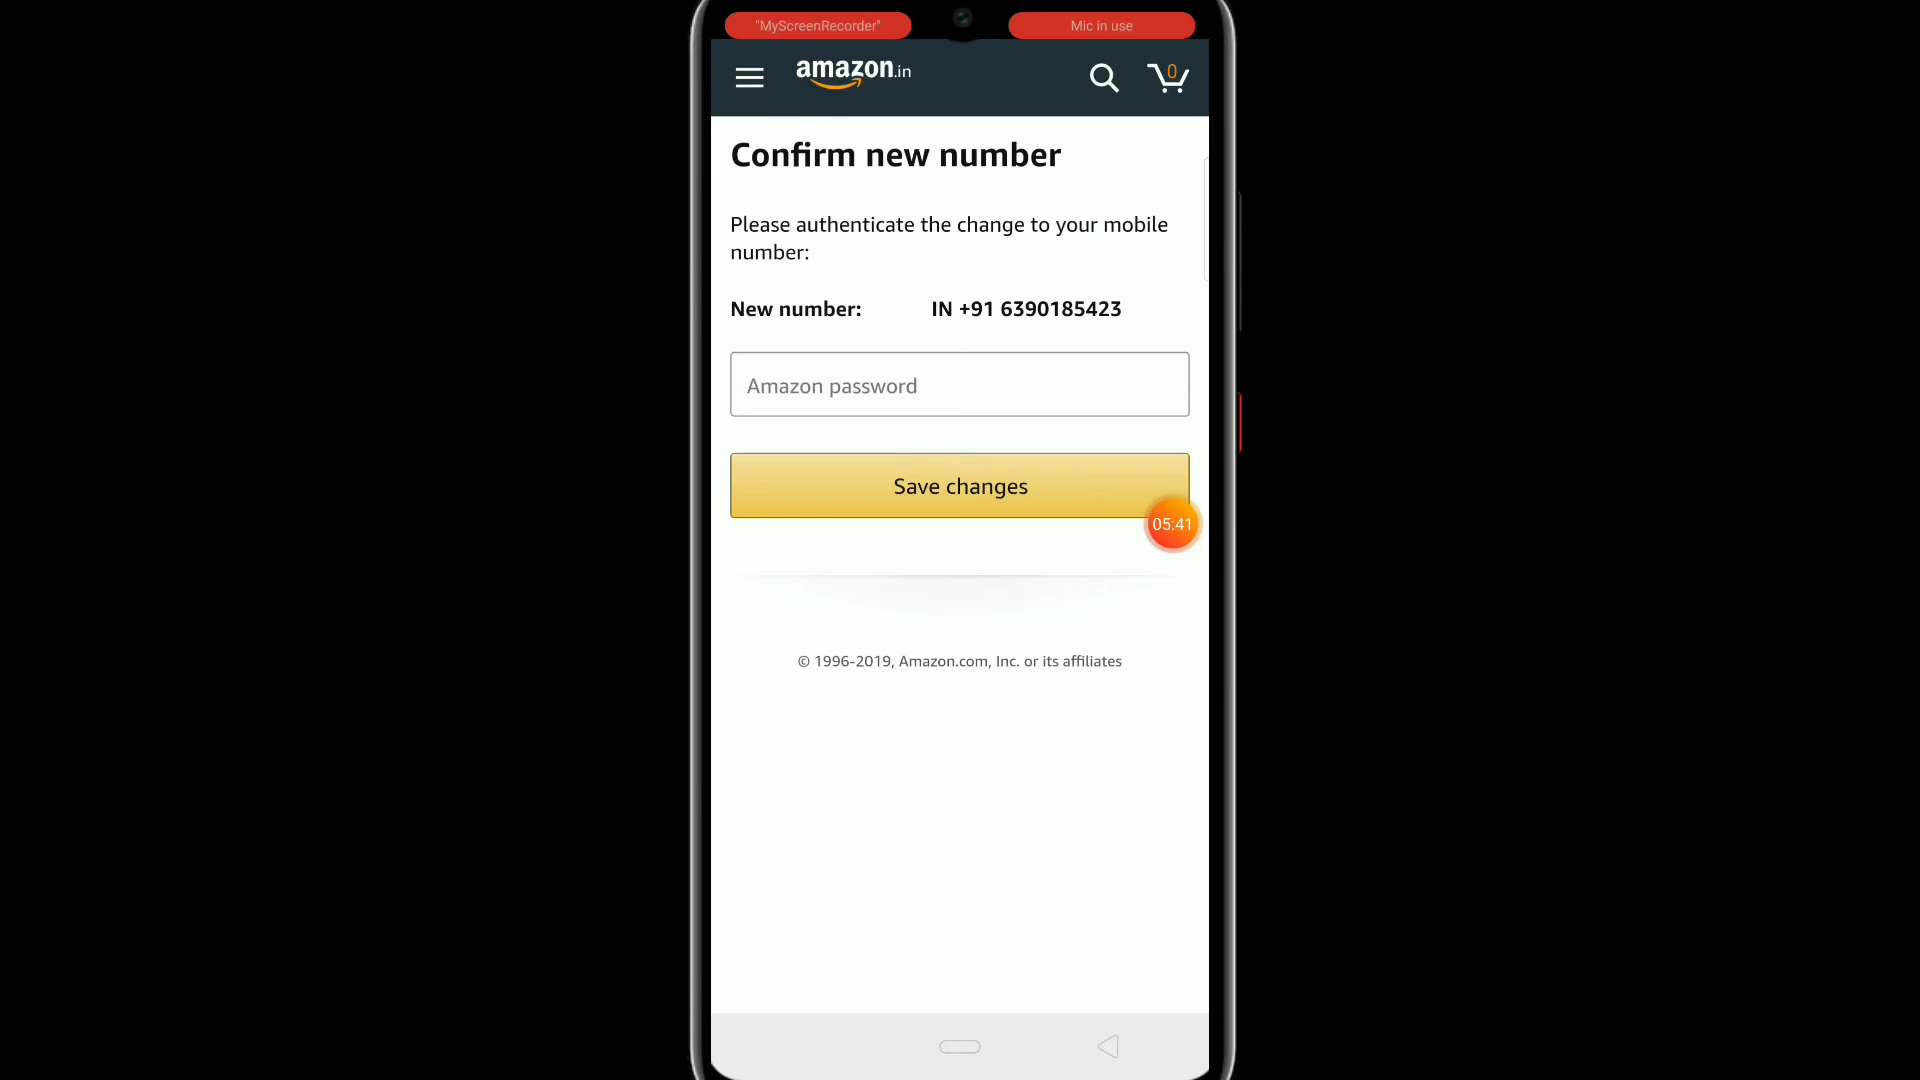 "MyScreenRecorder" Mic in use
amazon.in 0
Confirm new number
Please authenticate the change to your mobile
number:
New number: IN +91 6390185423
Amazon password
Save changes
05:41
© 1996-2019, Amazon.com, Inc. or its affiliates